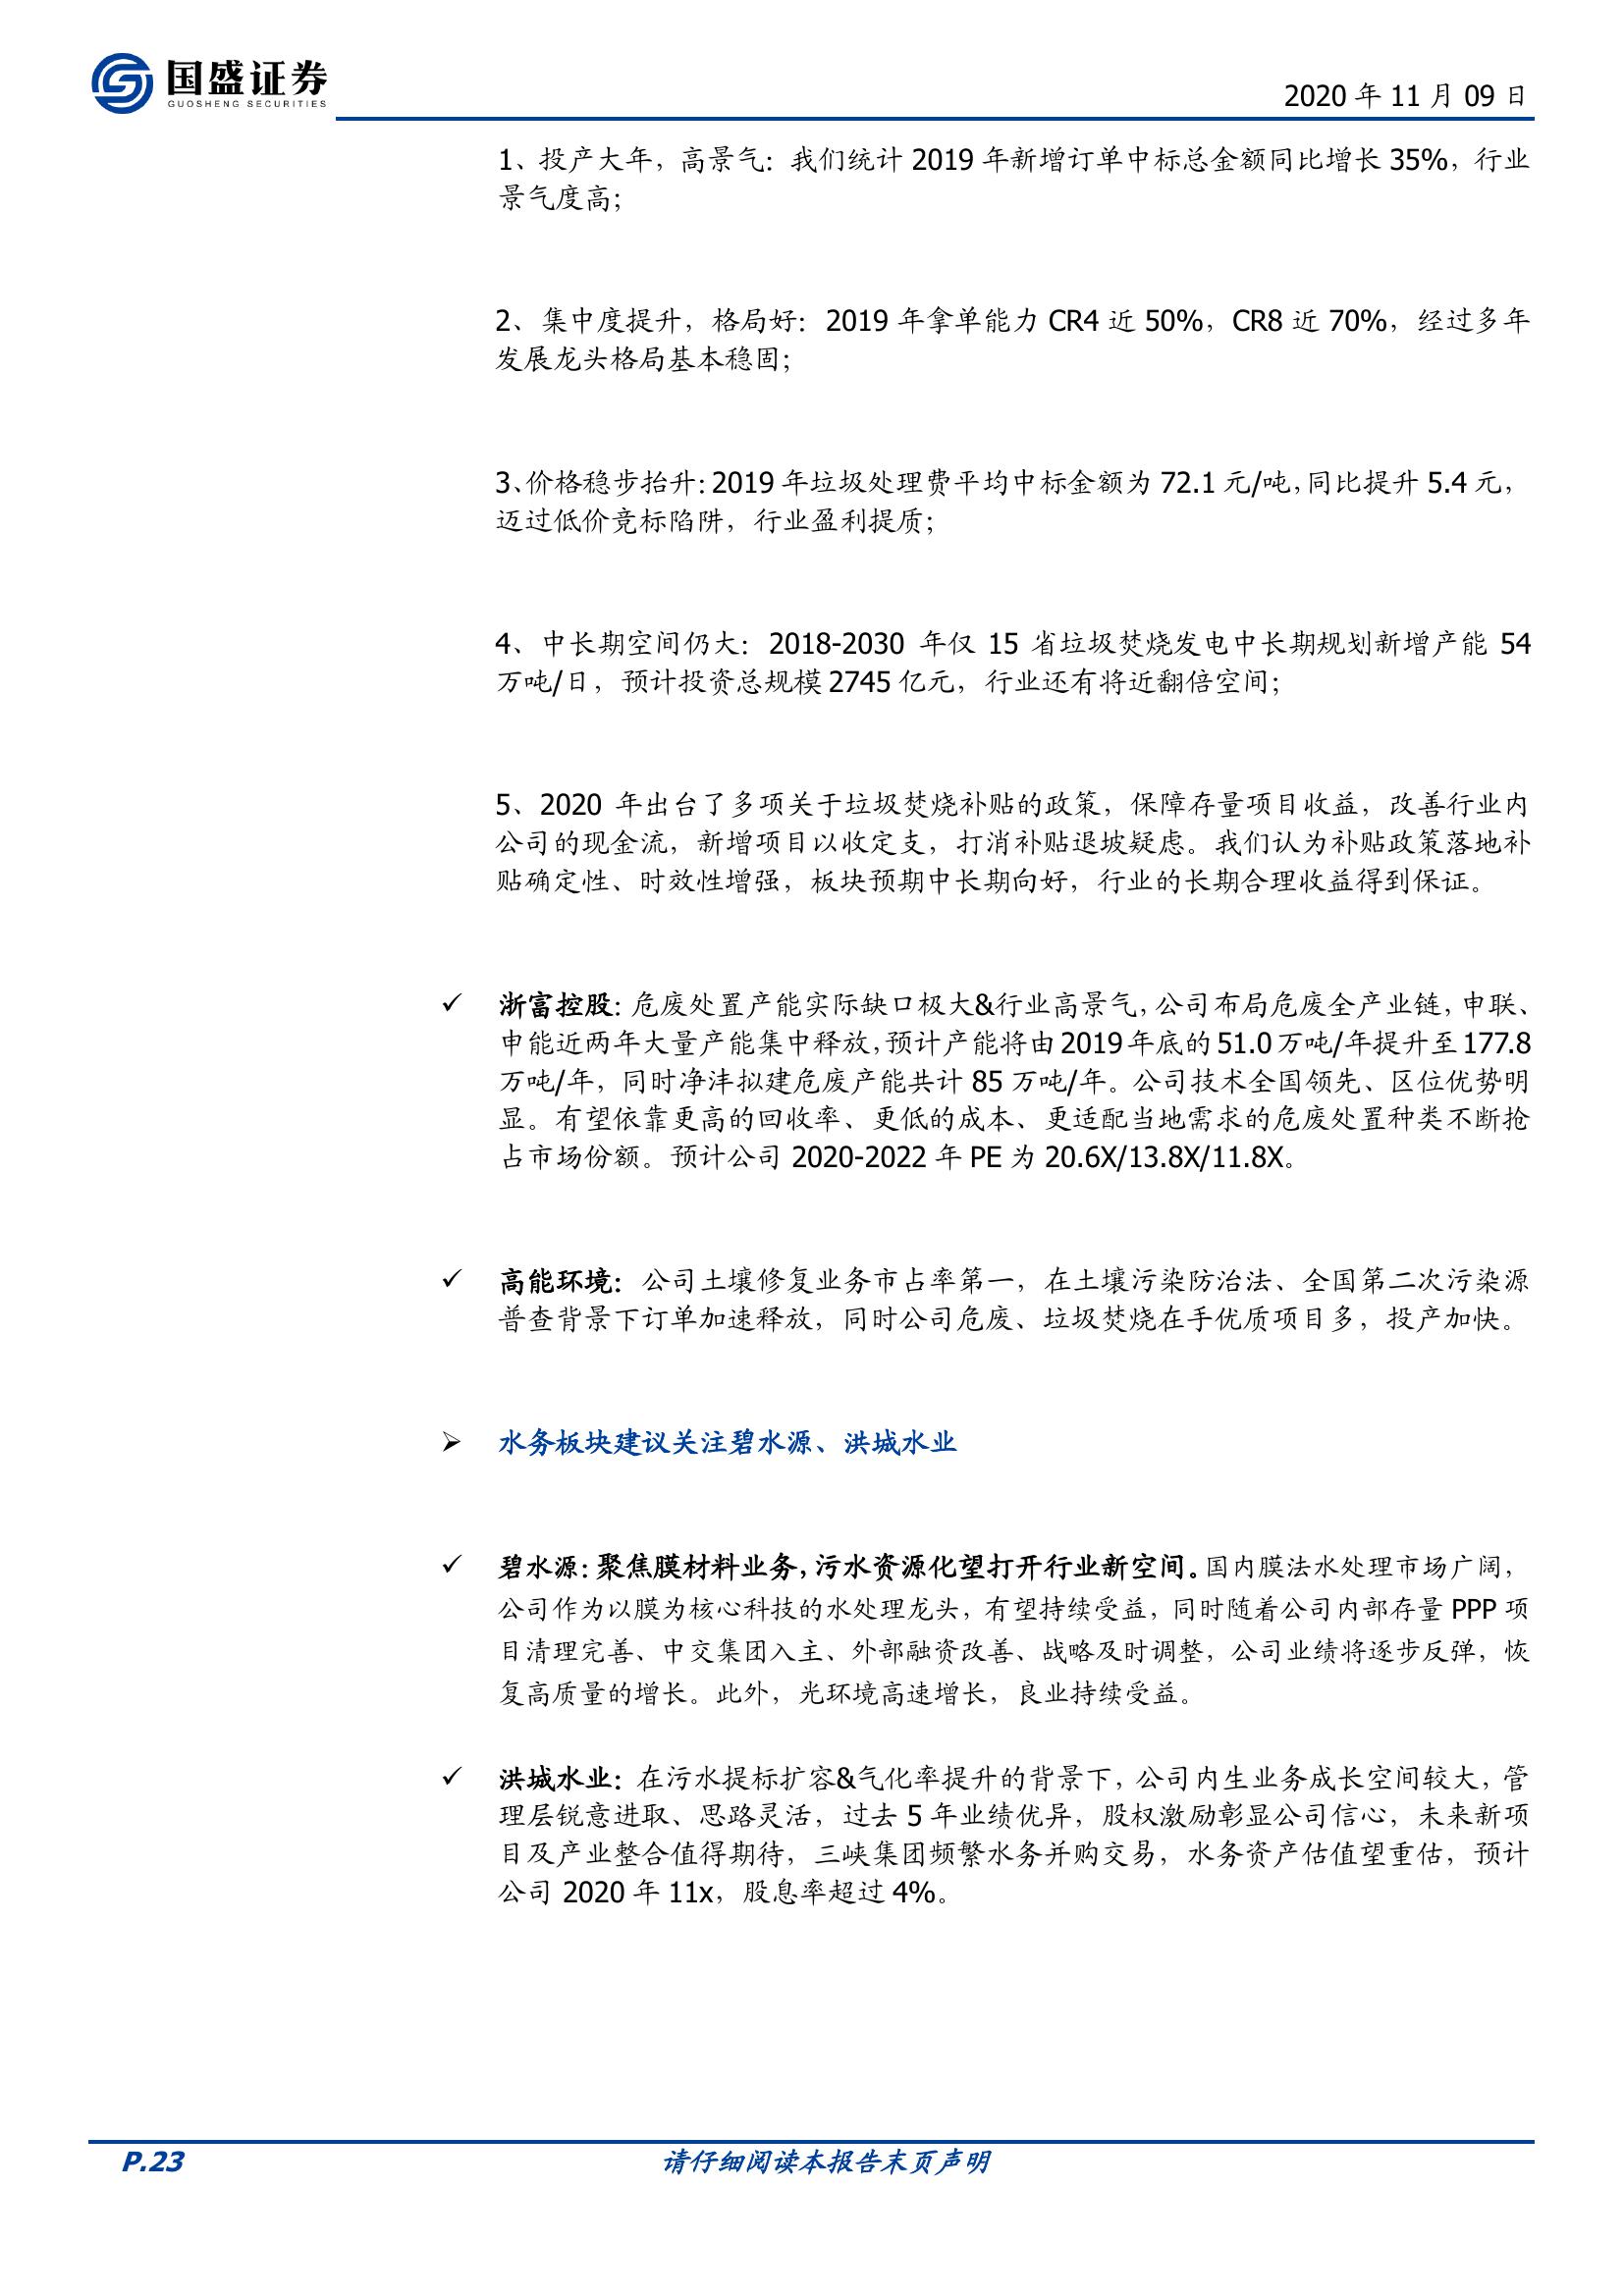 国盛证券
GUOSHENG SECURITIES
2020 年 11 月 09 日
1、投产大年，高景气：我们统计 2019 年新增订单中标总金额同比增长 35%，行业
景气度高；
2、集中度提升，格局好：2019 年拿单能力 CR4 近 50%，CR8 近 70%，经过多年
发展龙头格局基本稳固；
3、价格稳步抬升：2019 年垃圾处理费平均中标金额为 72.1 元/吨，同比提升 5.4 元，
迈过低价竞标陷阱，行业盈利提质；
4、中长期空间仍大：2018-2030 年仅 15 省垃圾焚烧发电中长期规划新增产能 54
万吨/日，预计投资总规模 2745 亿元，行业还有将近翻倍空间；
5、2020 年出台了多项关于垃圾焚烧补贴的政策，保障存量项目收益，改善行业内
公司的现金流，新增项目以收定支，打消补贴退坡疑虑。我们认为补贴政策落地补
贴确定性、时效性增强，板块预期中长期向好，行业的长期合理收益得到保证。
✓ 浙富控股：危废处置产能实际缺口极大&行业高景气，公司布局危废全产业链，申联、
申能近两年大量产能集中释放，预计产能将由 2019 年底的 51.0 万吨/年提升至 177.8
万吨/年，同时净沣拟建危废产能共计 85 万吨/年。公司技术全国领先、区位优势明
显。有望依靠更高的回收率、更低的成本、更适配当地需求的危废处置种类不断抢
占市场份额。预计公司 2020-2022 年 PE 为 20.6X/13.8X/11.8X。
✓ 高能环境：公司土壤修复业务市占率第一，在土壤污染防治法、全国第二次污染源
普查背景下订单加速释放，同时公司危废、垃圾焚烧在手优质项目多，投产加快。
➢ 水务板块建议关注碧水源、洪城水业
✓ 碧水源：聚焦膜材料业务，污水资源化望打开行业新空间。国内膜法水处理市场广阔，
公司作为以膜为核心科技的水处理龙头，有望持续受益，同时随着公司内部存量 PPP 项
目清理完善、中交集团入主、外部融资改善、战略及时调整，公司业绩将逐步反弹，恢
复高质量的增长。此外，光环境高速增长，良业持续受益。
✓ 洪城水业：在污水提标扩容&气化率提升的背景下，公司内生业务成长空间较大，管
理层锐意进取、思路灵活，过去 5 年业绩优异，股权激励彰显公司信心，未来新项
目及产业整合值得期待，三峡集团频繁水务并购交易，水务资产估值望重估，预计
公司 2020 年 11x，股息率超过 4%。
P.23
请仔细阅读本报告末页声明